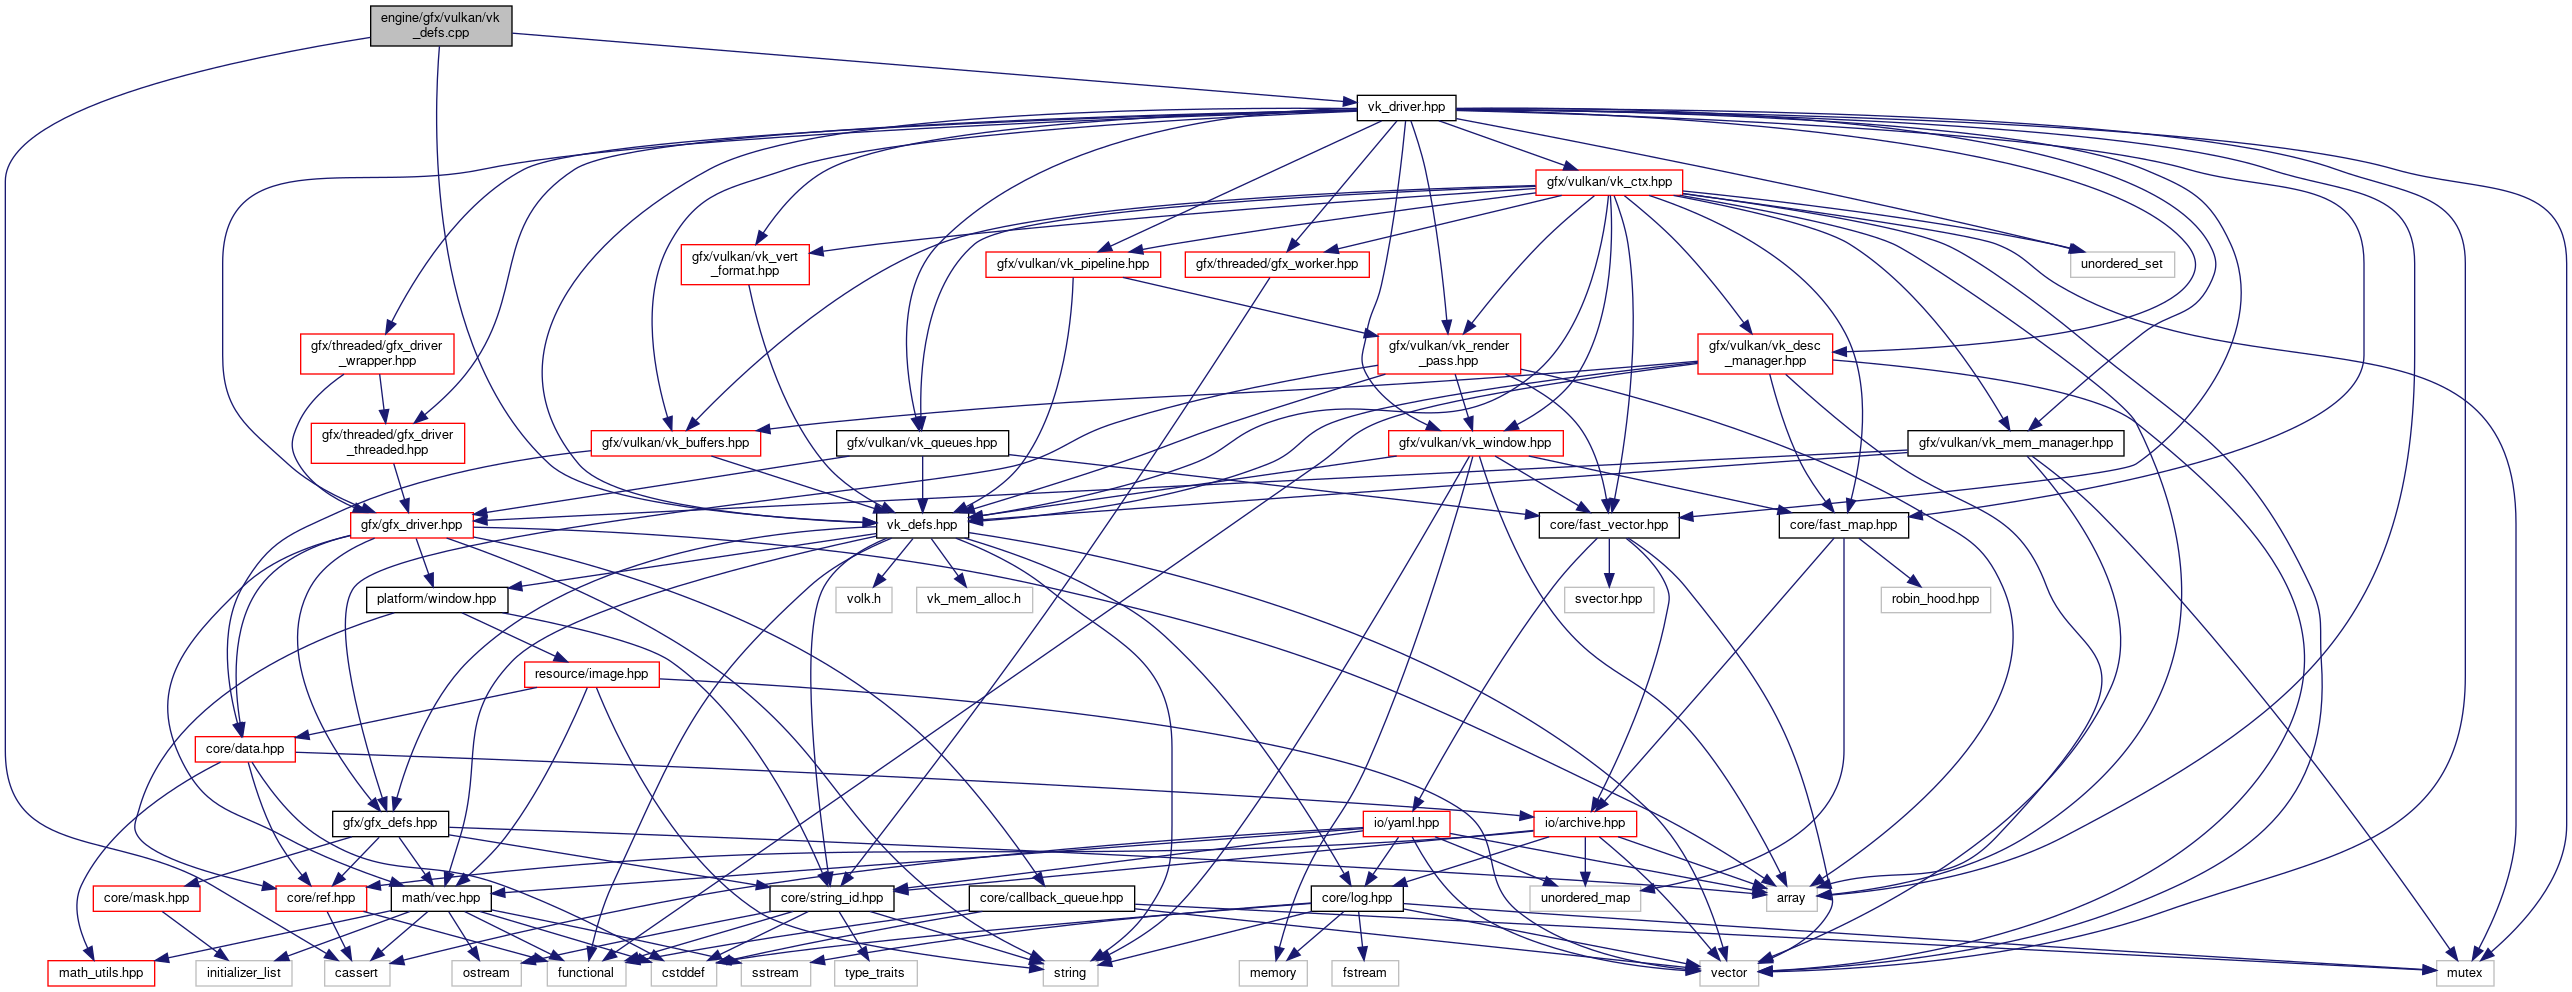 engine/gfx/vulkan/vk
_defs.cpp
vk_driver.hpp
gfx/vulkan/vk_ctx.hpp
gfx/vulkan/vk_vert
_format.hpp
gfx/vulkan/vk_pipeline.hpp
gfx/threaded/gfx_worker.hpp
unordered_set
gfx/threaded/gfx_driver
_wrapper.hpp
gfx/vulkan/vk_render
_pass.hpp
gfx/vulkan/vk_desc
_manager.hpp
gfx/threaded/gfx_driver
_threaded.hpp
gfx/vulkan/vk_buffers.hpp
gfx/vulkan/vk_queues.hpp
gfx/vulkan/vk_window.hpp
gfx/vulkan/vk_mem_manager.hpp
gfx/gfx_driver.hpp
vk_defs.hpp
core/fast_vector.hpp
core/fast_map.hpp
platform/window.hpp
volk.h
vk_mem_alloc.h
svector.hpp
robin_hood.hpp
resource/image.hpp
core/data.hpp
gfx/gfx_defs.hpp
io/yaml.hpp
io/archive.hpp
core/mask.hpp
core/ref.hpp
math/vec.hpp
core/string_id.hpp
core/callback_queue.hpp
core/log.hpp
unordered_map
array
math_utils.hpp
initializer_list
cassert
ostream
functional
cstddef
sstream
type_traits
string
memory
fstream
vector
mutex